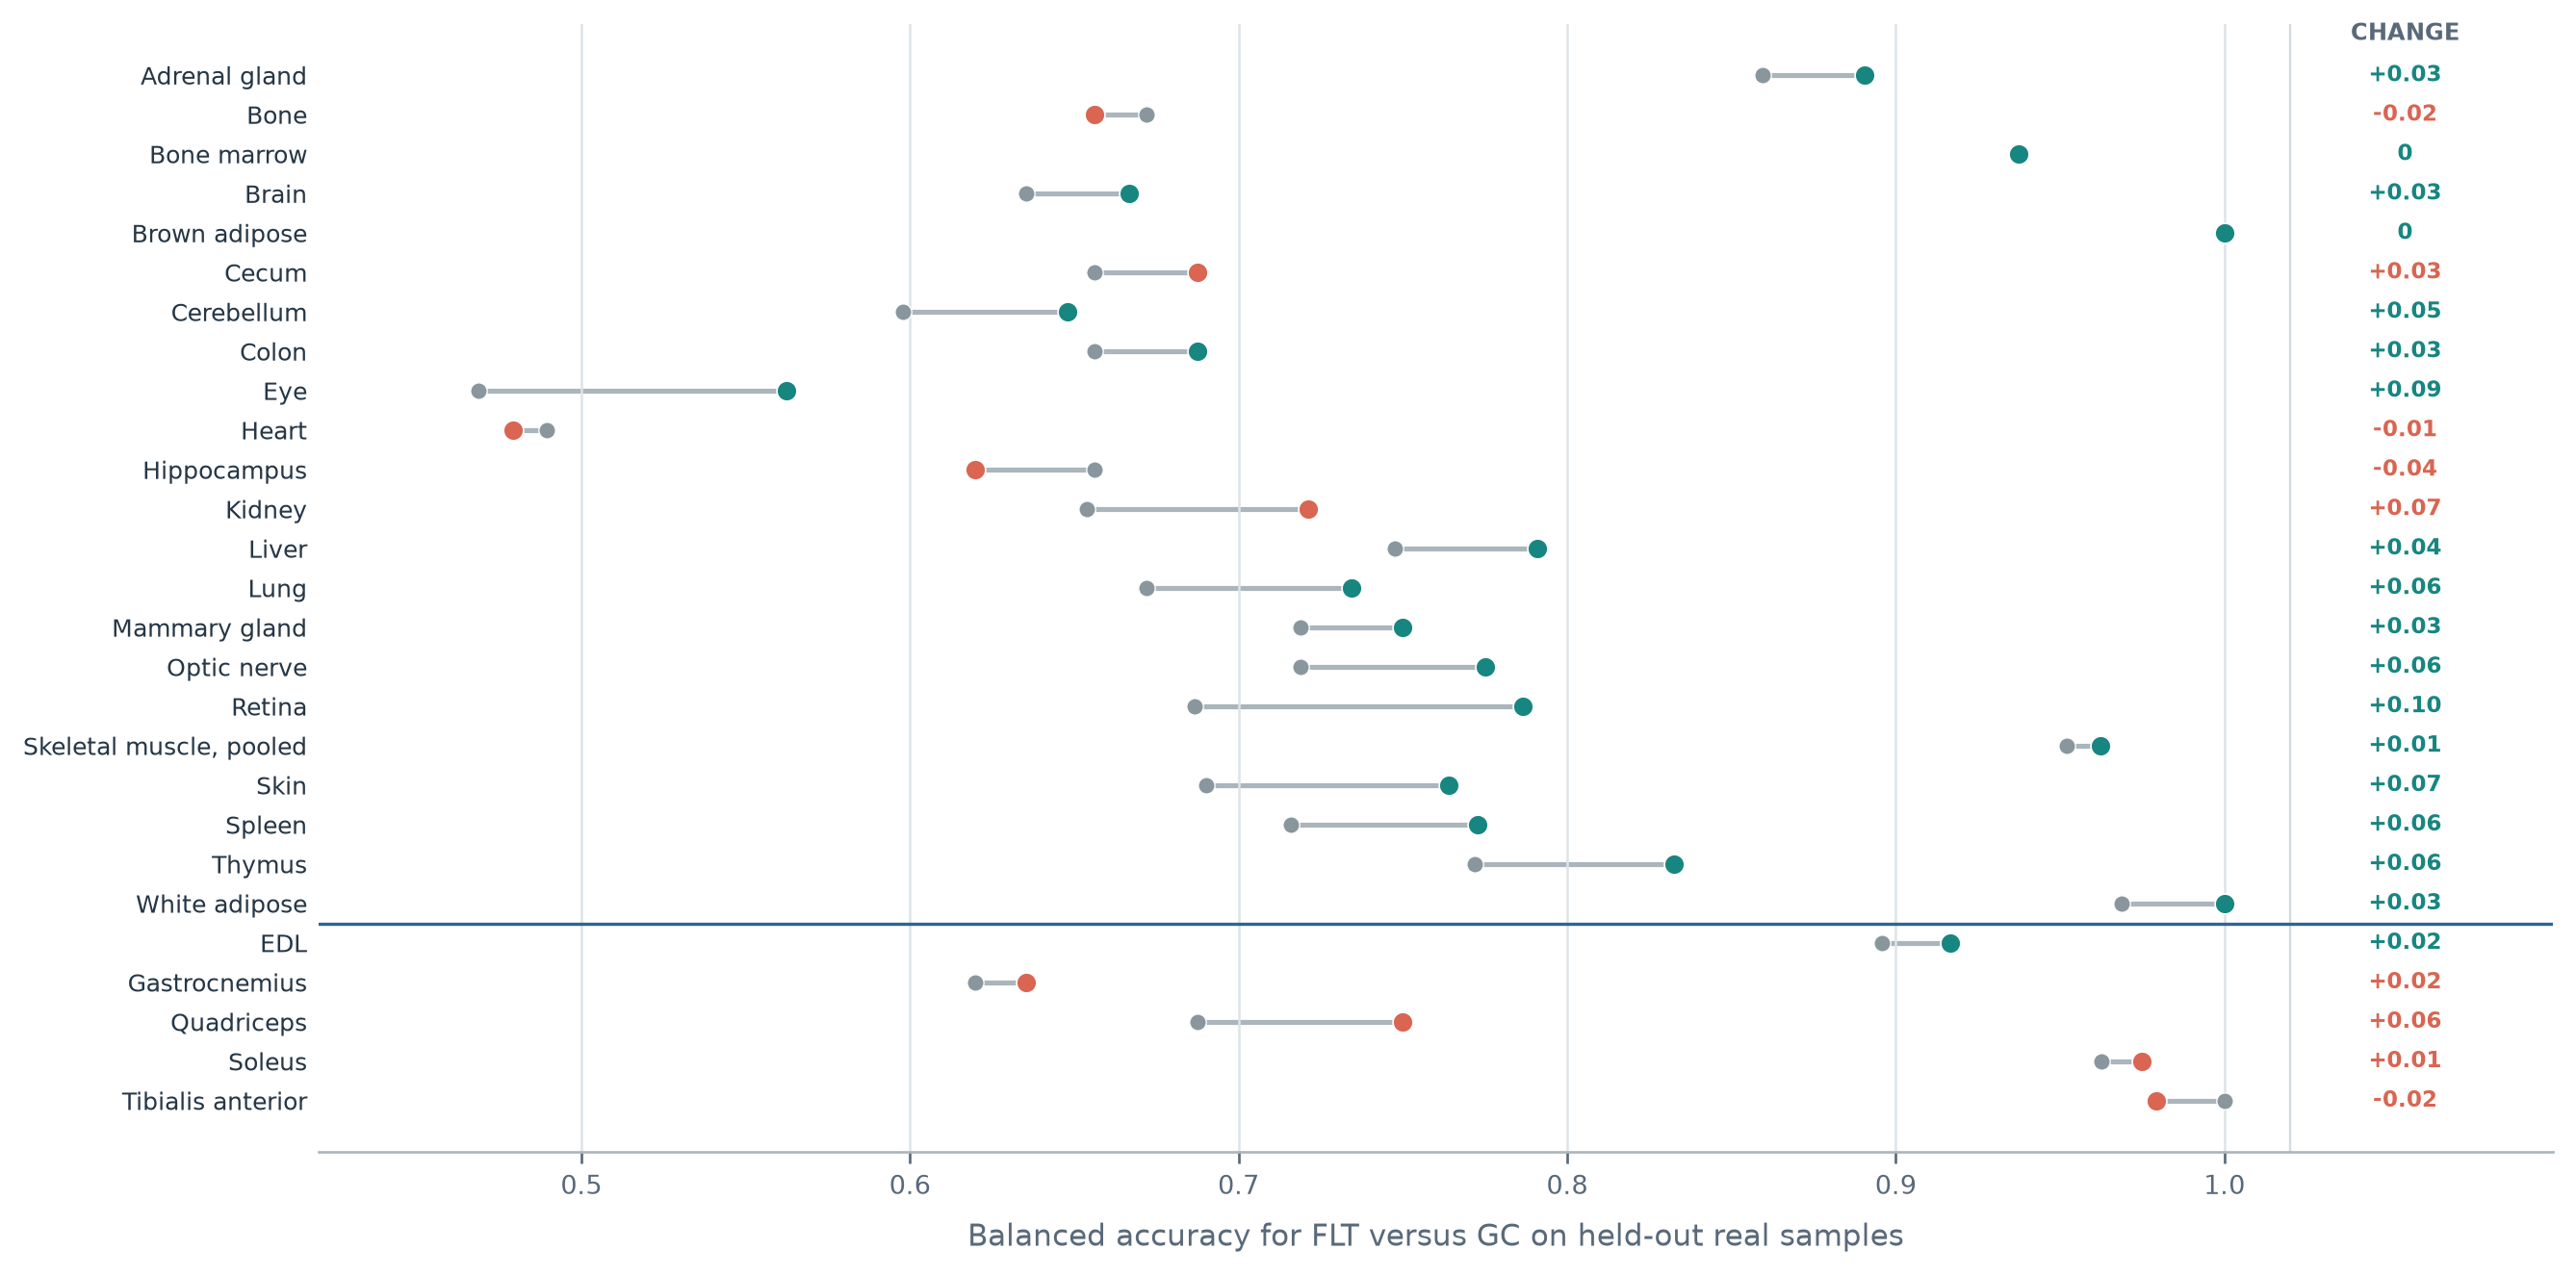 CHANGE
Adrenal gland +0.03
Bone -0.02
Bone marrow 0
Brain +0.03
Brown adipose 0
Cecum +0.03
Cerebellum +0.05
Colon +0.03
Eye +0.09
Heart -0.01
Hippocampus -0.04
Kidney +0.07
Liver +0.04
Lung +0.06
Mammary gland +0.03
Optic nerve +0.06
Retina +0.10
Skeletal muscle, pooled +0.01
Skin +0.07
Spleen +0.06
Thymus +0.06
White adipose +0.03
EDL +0.02
Gastrocnemius +0.02
Quadriceps +0.06
Soleus +0.01
Tibialis anterior -0.02
0.5 0.6 0.7 0.8 0.9 1.0
Balanced accuracy for FLT versus GC on held-out real samples